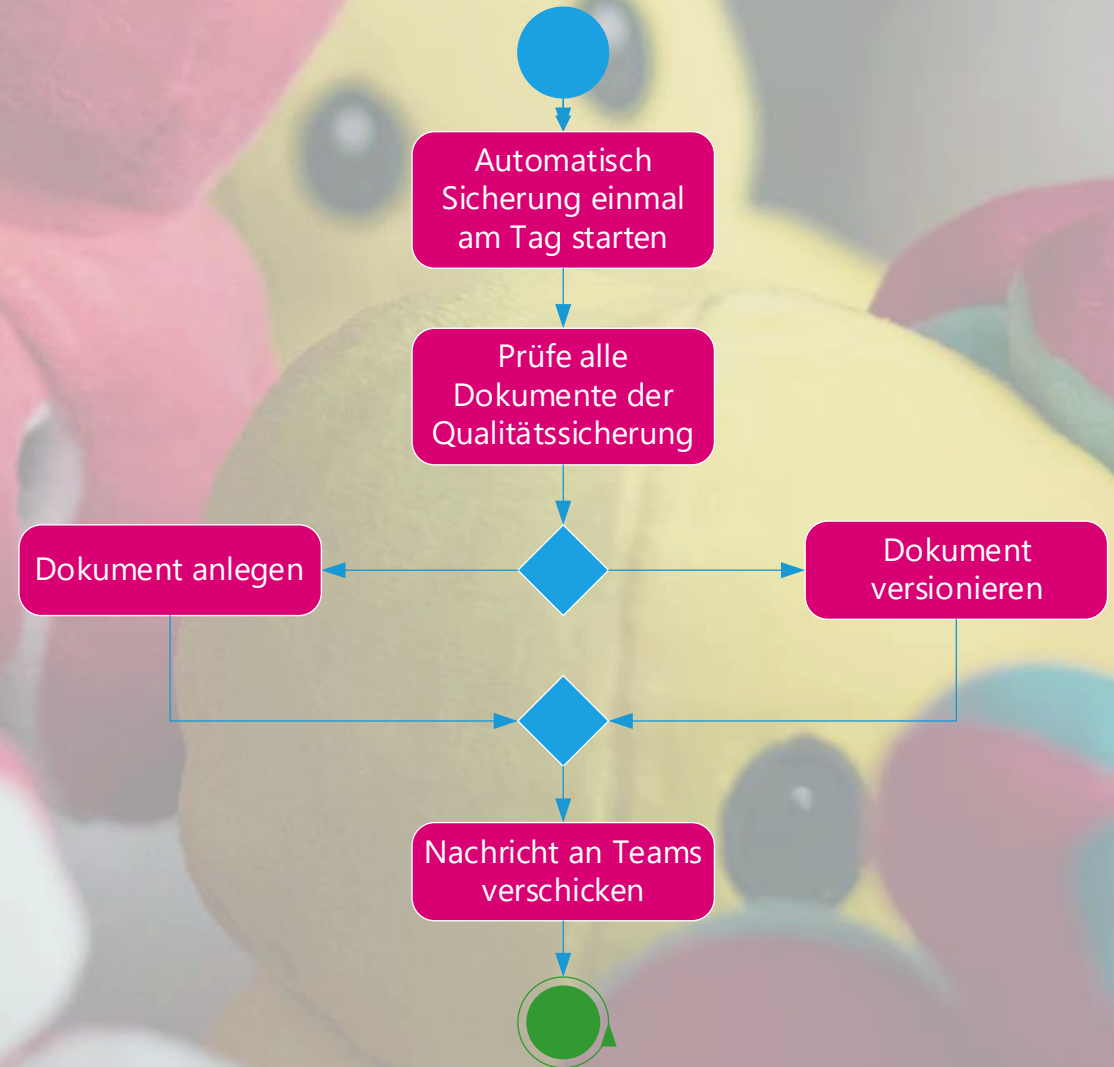 Automatisch
Sicherung einmal
am Tag starten
Prüfe alle
Dokumente der
Qualitätssicherung
Dokument anlegen
Dokument
versionieren
Nachricht an Teams
verschicken